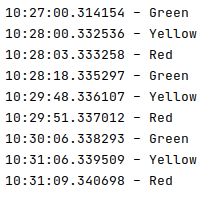 10:27:00.314154 - Green
10:28:00.332536 - Yellow
10:28:03.333258 - Red
10:28:18.335297 - Green
10:29:48.336107 - Yellow
10:29:51.337012 - Red
10:30:06.338293 - Green
10:31:06.339509 - Yellow
10:31:09.340698 - Red